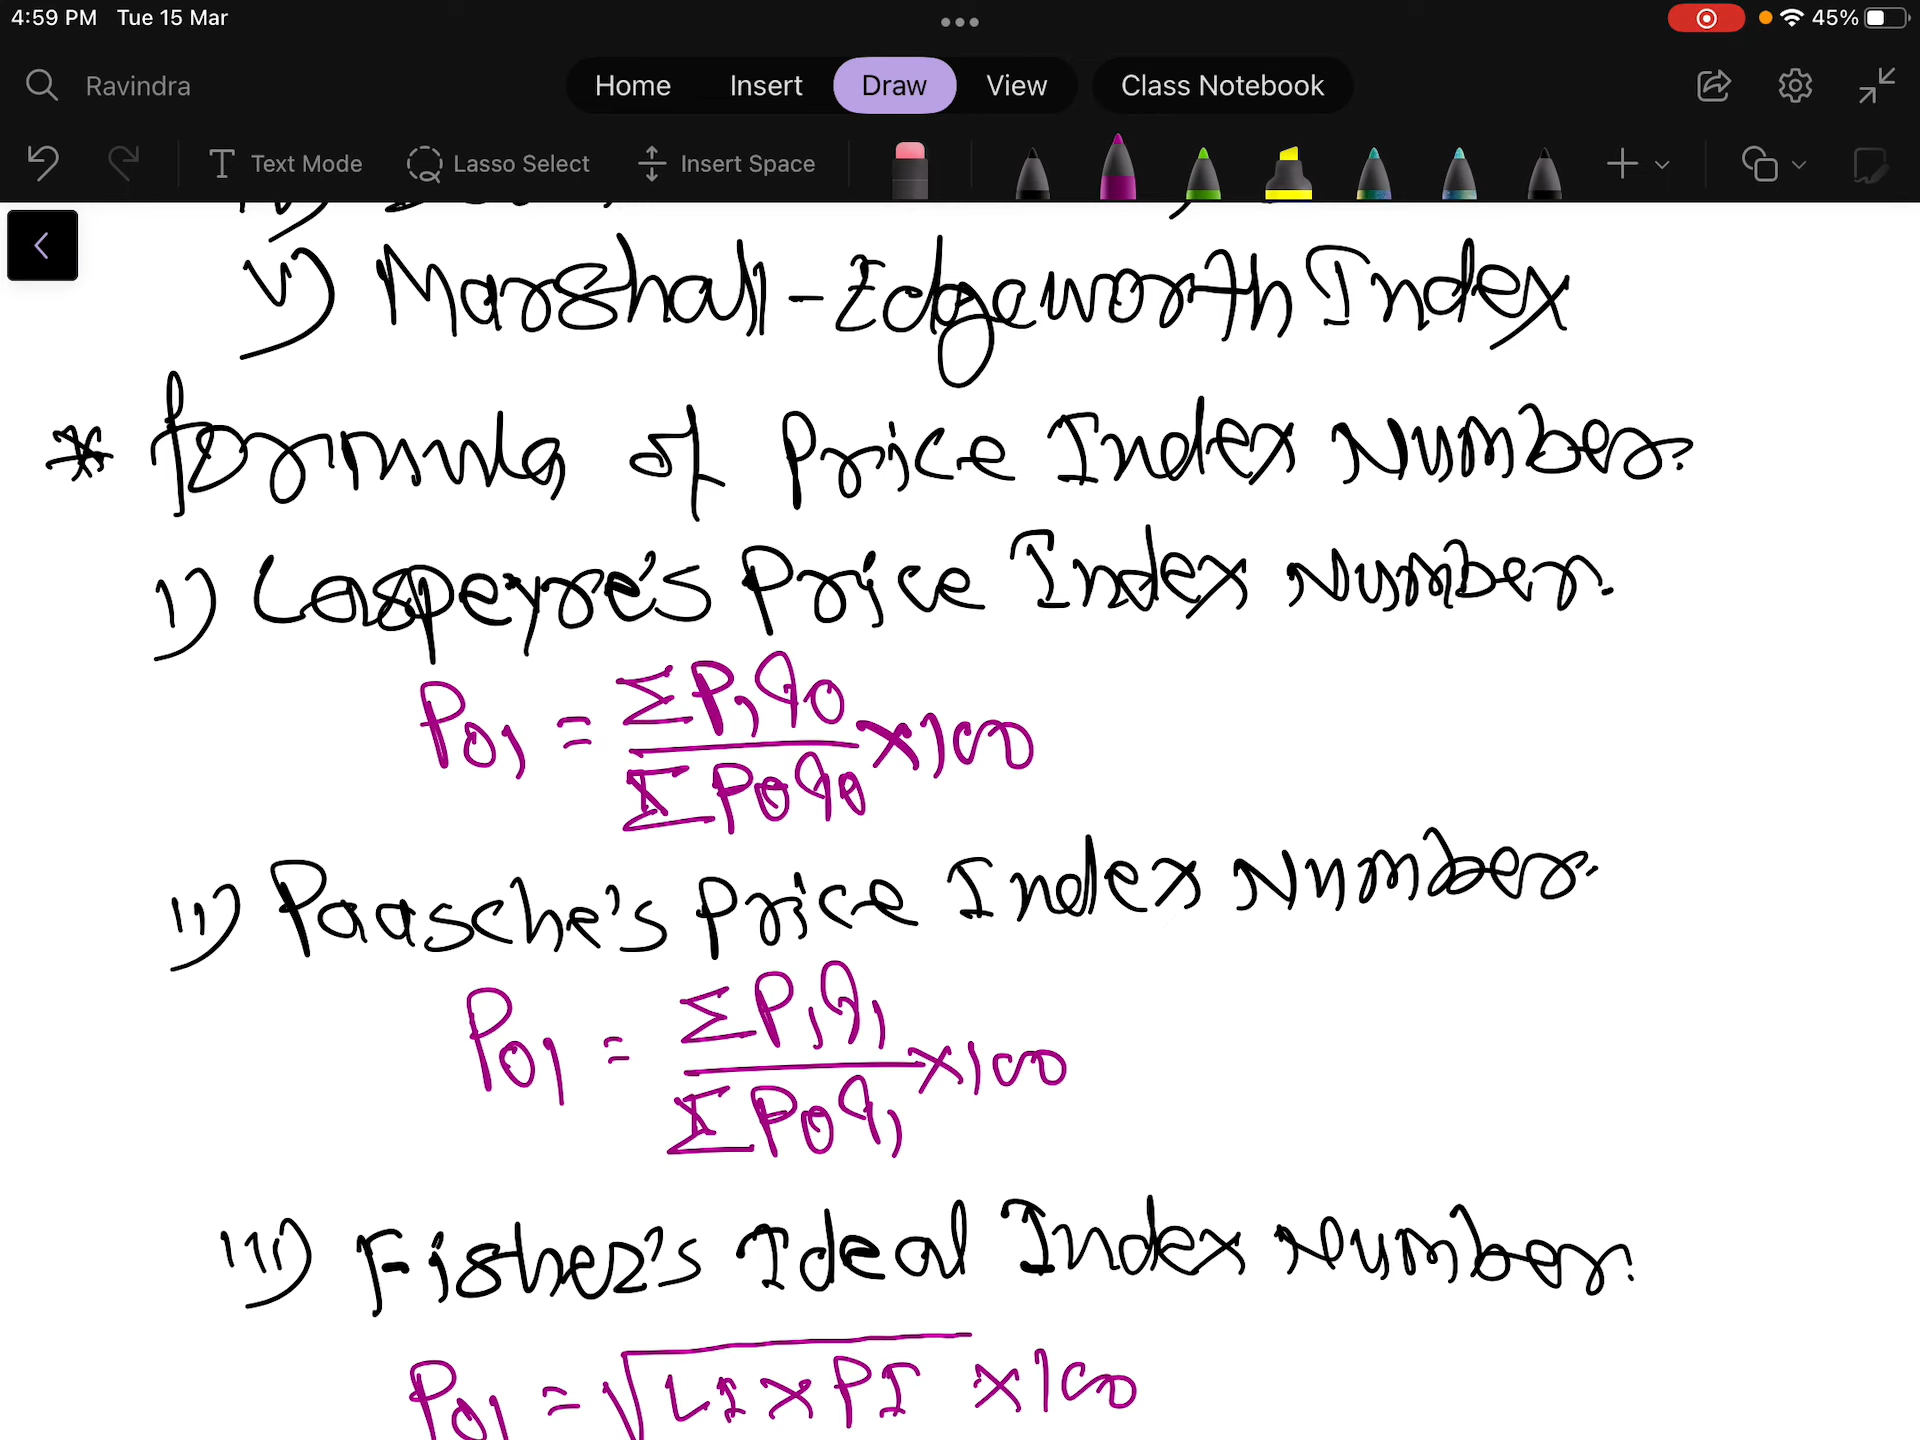 4:59 PM Tue 15 Mar
45%
Ravindra
Home Insert Draw View Class Notebook
Text Mode Lasso Select Insert Space
v) Marshall-Edgeworth Index
* Formula of Price Index Number.
i) Laspeyre's Price Index Number.
P01 = ΣP1q0 / ΣP0q0 ×100
ii) Paasche's Price Index Number.
P01 = ΣP1q1 / ΣP0q1 ×100
iii) Fisher's Ideal Index Number.
P01 = √LI × PI ×100